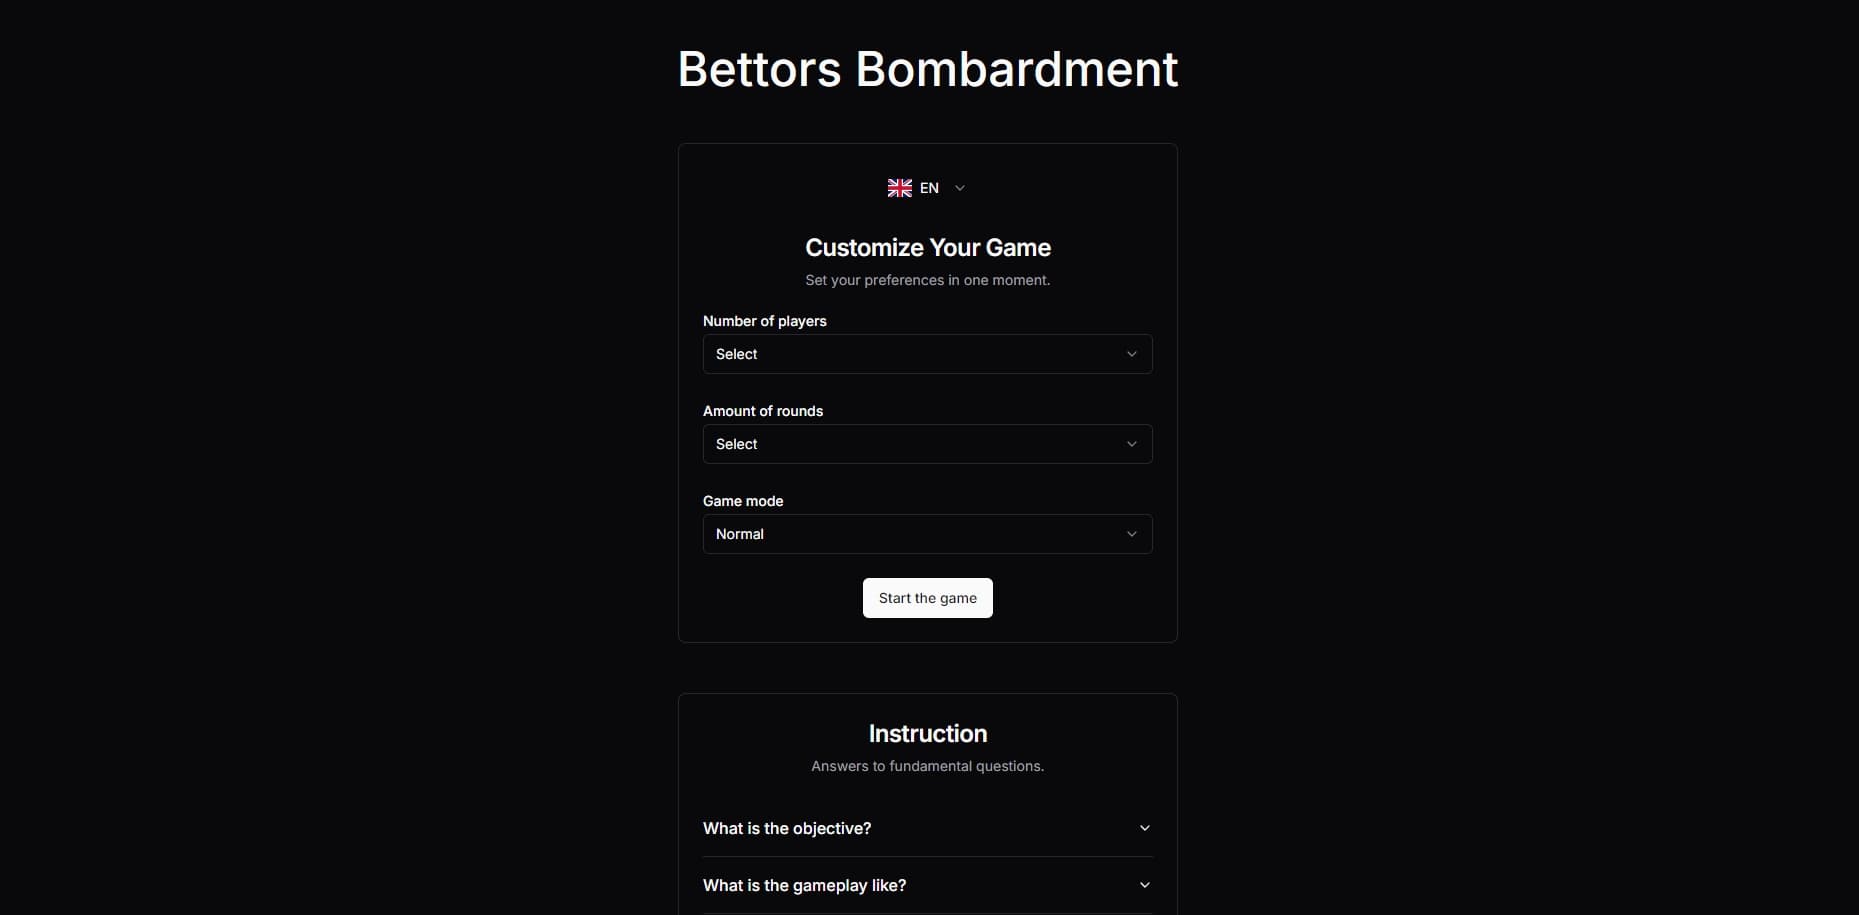 Bettors Bombardment
EN
Customize Your Game
Set your preferences in one moment.
Number of players
Select
Amount of rounds
Select
Game mode
Normal
Start the game
Instruction
Answers to fundamental questions.
What is the objective?
What is the gameplay like?